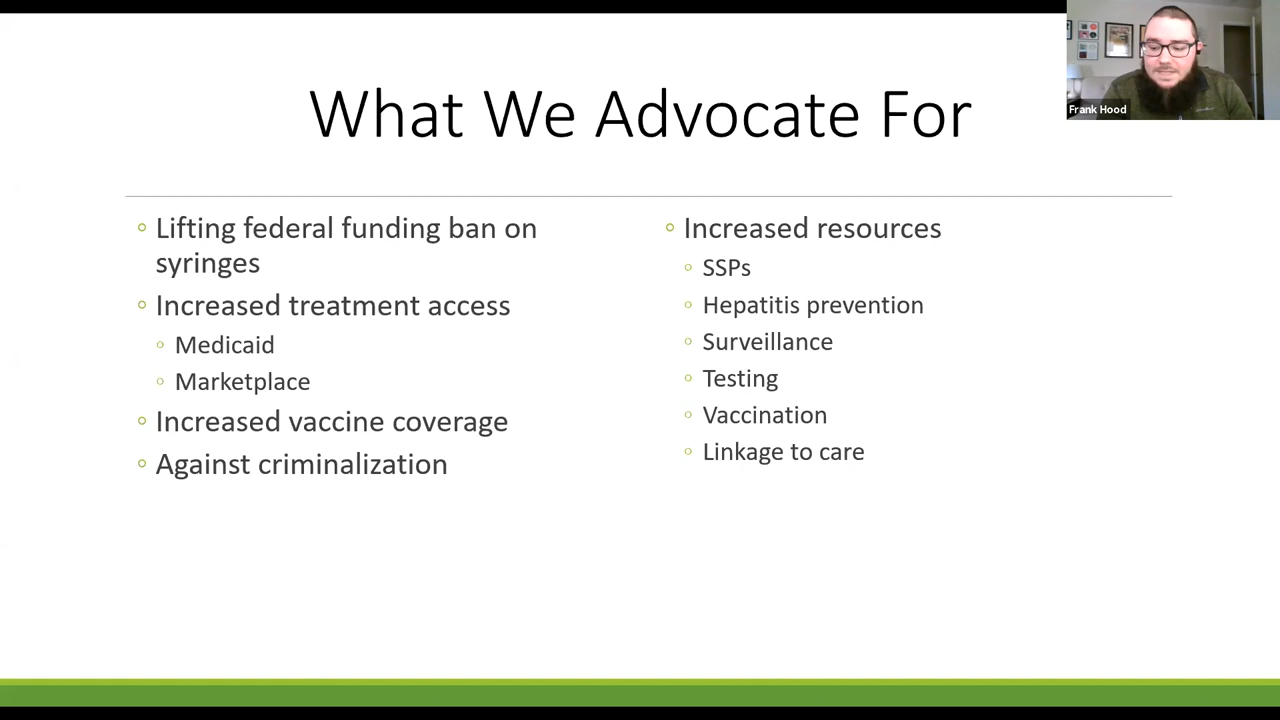 What We Advocate For
Lifting federal funding ban on
syringes
Increased treatment access
Medicaid
Marketplace
Increased vaccine coverage
Against criminalization
Increased resources
SSPs
Hepatitis prevention
Surveillance
Testing
Vaccination
Linkage to care
Frank Hood